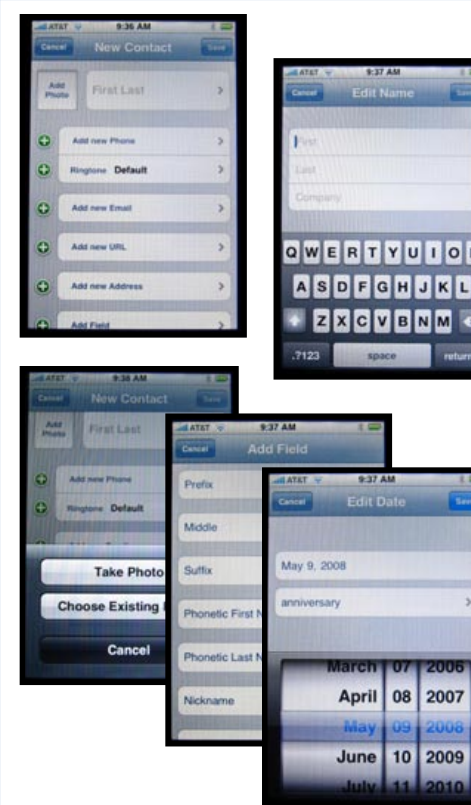 AT&T 9:36 AM
Cancel New Contact Save
Add Photo
First Last
Add new Phone
Ringtone Default
Add new Email
Add new URL
Add new Address
Add Field
AT&T 9:37 AM
Cancel Edit Name
First
Last
Company
Q W E R T Y U I O
A S D F G H J K L
Z X C V B N M
.?123 space return
AT&T 9:38 AM
Cancel New Contact Save
Add Photo
First Last
Add new Phone
Ringtone Default
Take Photo
Choose Existing
Cancel
AT&T 9:37 AM
Cancel Add Field
Prefix
Middle
Suffix
Phonetic First N
Phonetic Last N
Nickname
AT&T 9:37 AM
Cancel Edit Date
May 9, 2008
anniversary
March 07 2006
April 08 2007
May 09 2008
June 10 2009
July 11 2010